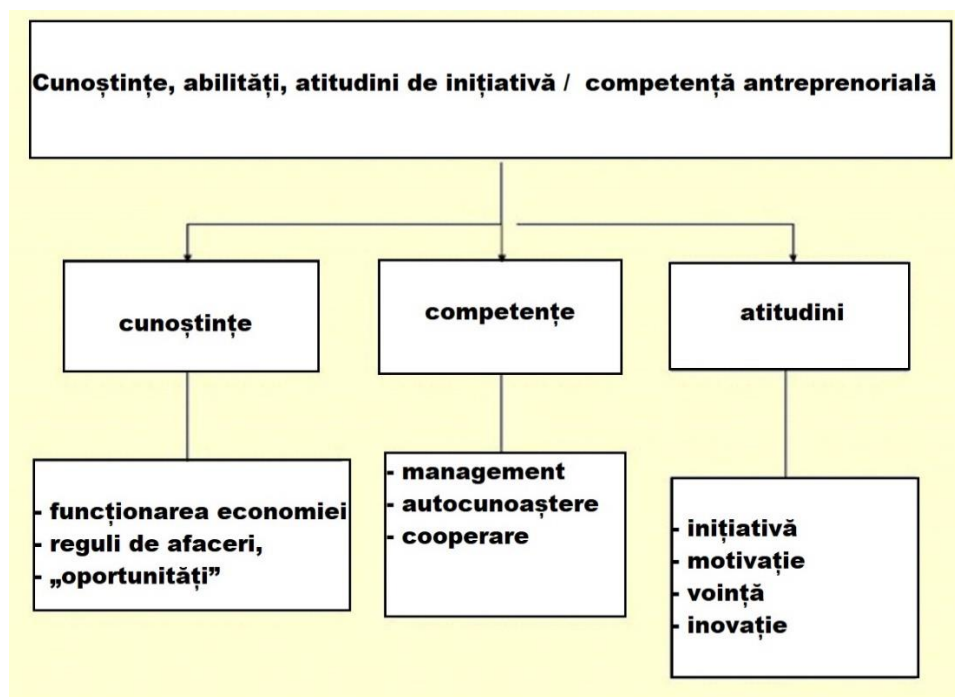 Cunoștințe, abilități, atitudini de inițiativă / competență antreprenorială
cunoștințe
competențe
atitudini
- funcționarea economiei
- reguli de afaceri,
- „oportunități”
- management
- autocunoaștere
- cooperare
- inițiativă
- motivație
- voință
- inovație